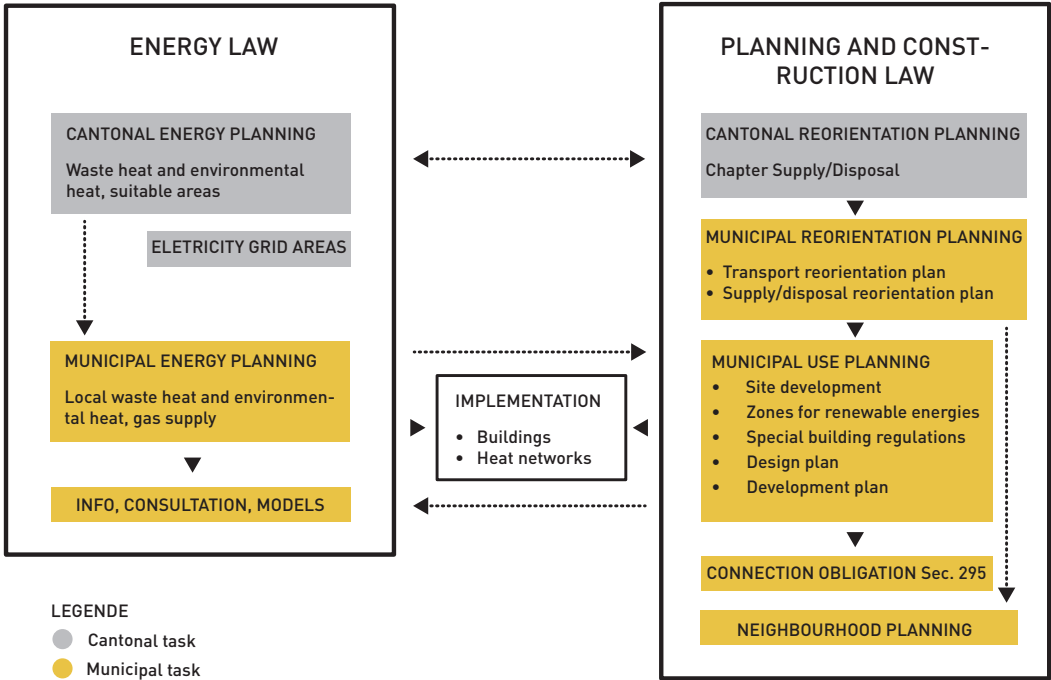 ENERGY LAW
CANTONAL ENERGY PLANNING
Waste heat and environmental
heat, suitable areas
ELETRICITY GRID AREAS
MUNICIPAL ENERGY PLANNING
Local waste heat and environmen-
tal heat, gas supply
INFO, CONSULTATION, MODELS
IMPLEMENTATION
• Buildings
• Heat networks
PLANNING AND CONST-
RUCTION LAW
CANTONAL REORIENTATION PLANNING
Chapter Supply/Disposal
MUNICIPAL REORIENTATION PLANNING
• Transport reorientation plan
• Supply/disposal reorientation plan
MUNICIPAL USE PLANNING
• Site development
• Zones for renewable energies
• Special building regulations
• Design plan
• Development plan
CONNECTION OBLIGATION Sec. 295
NEIGHBOURHOOD PLANNING
LEGENDE
Cantonal task
Municipal task